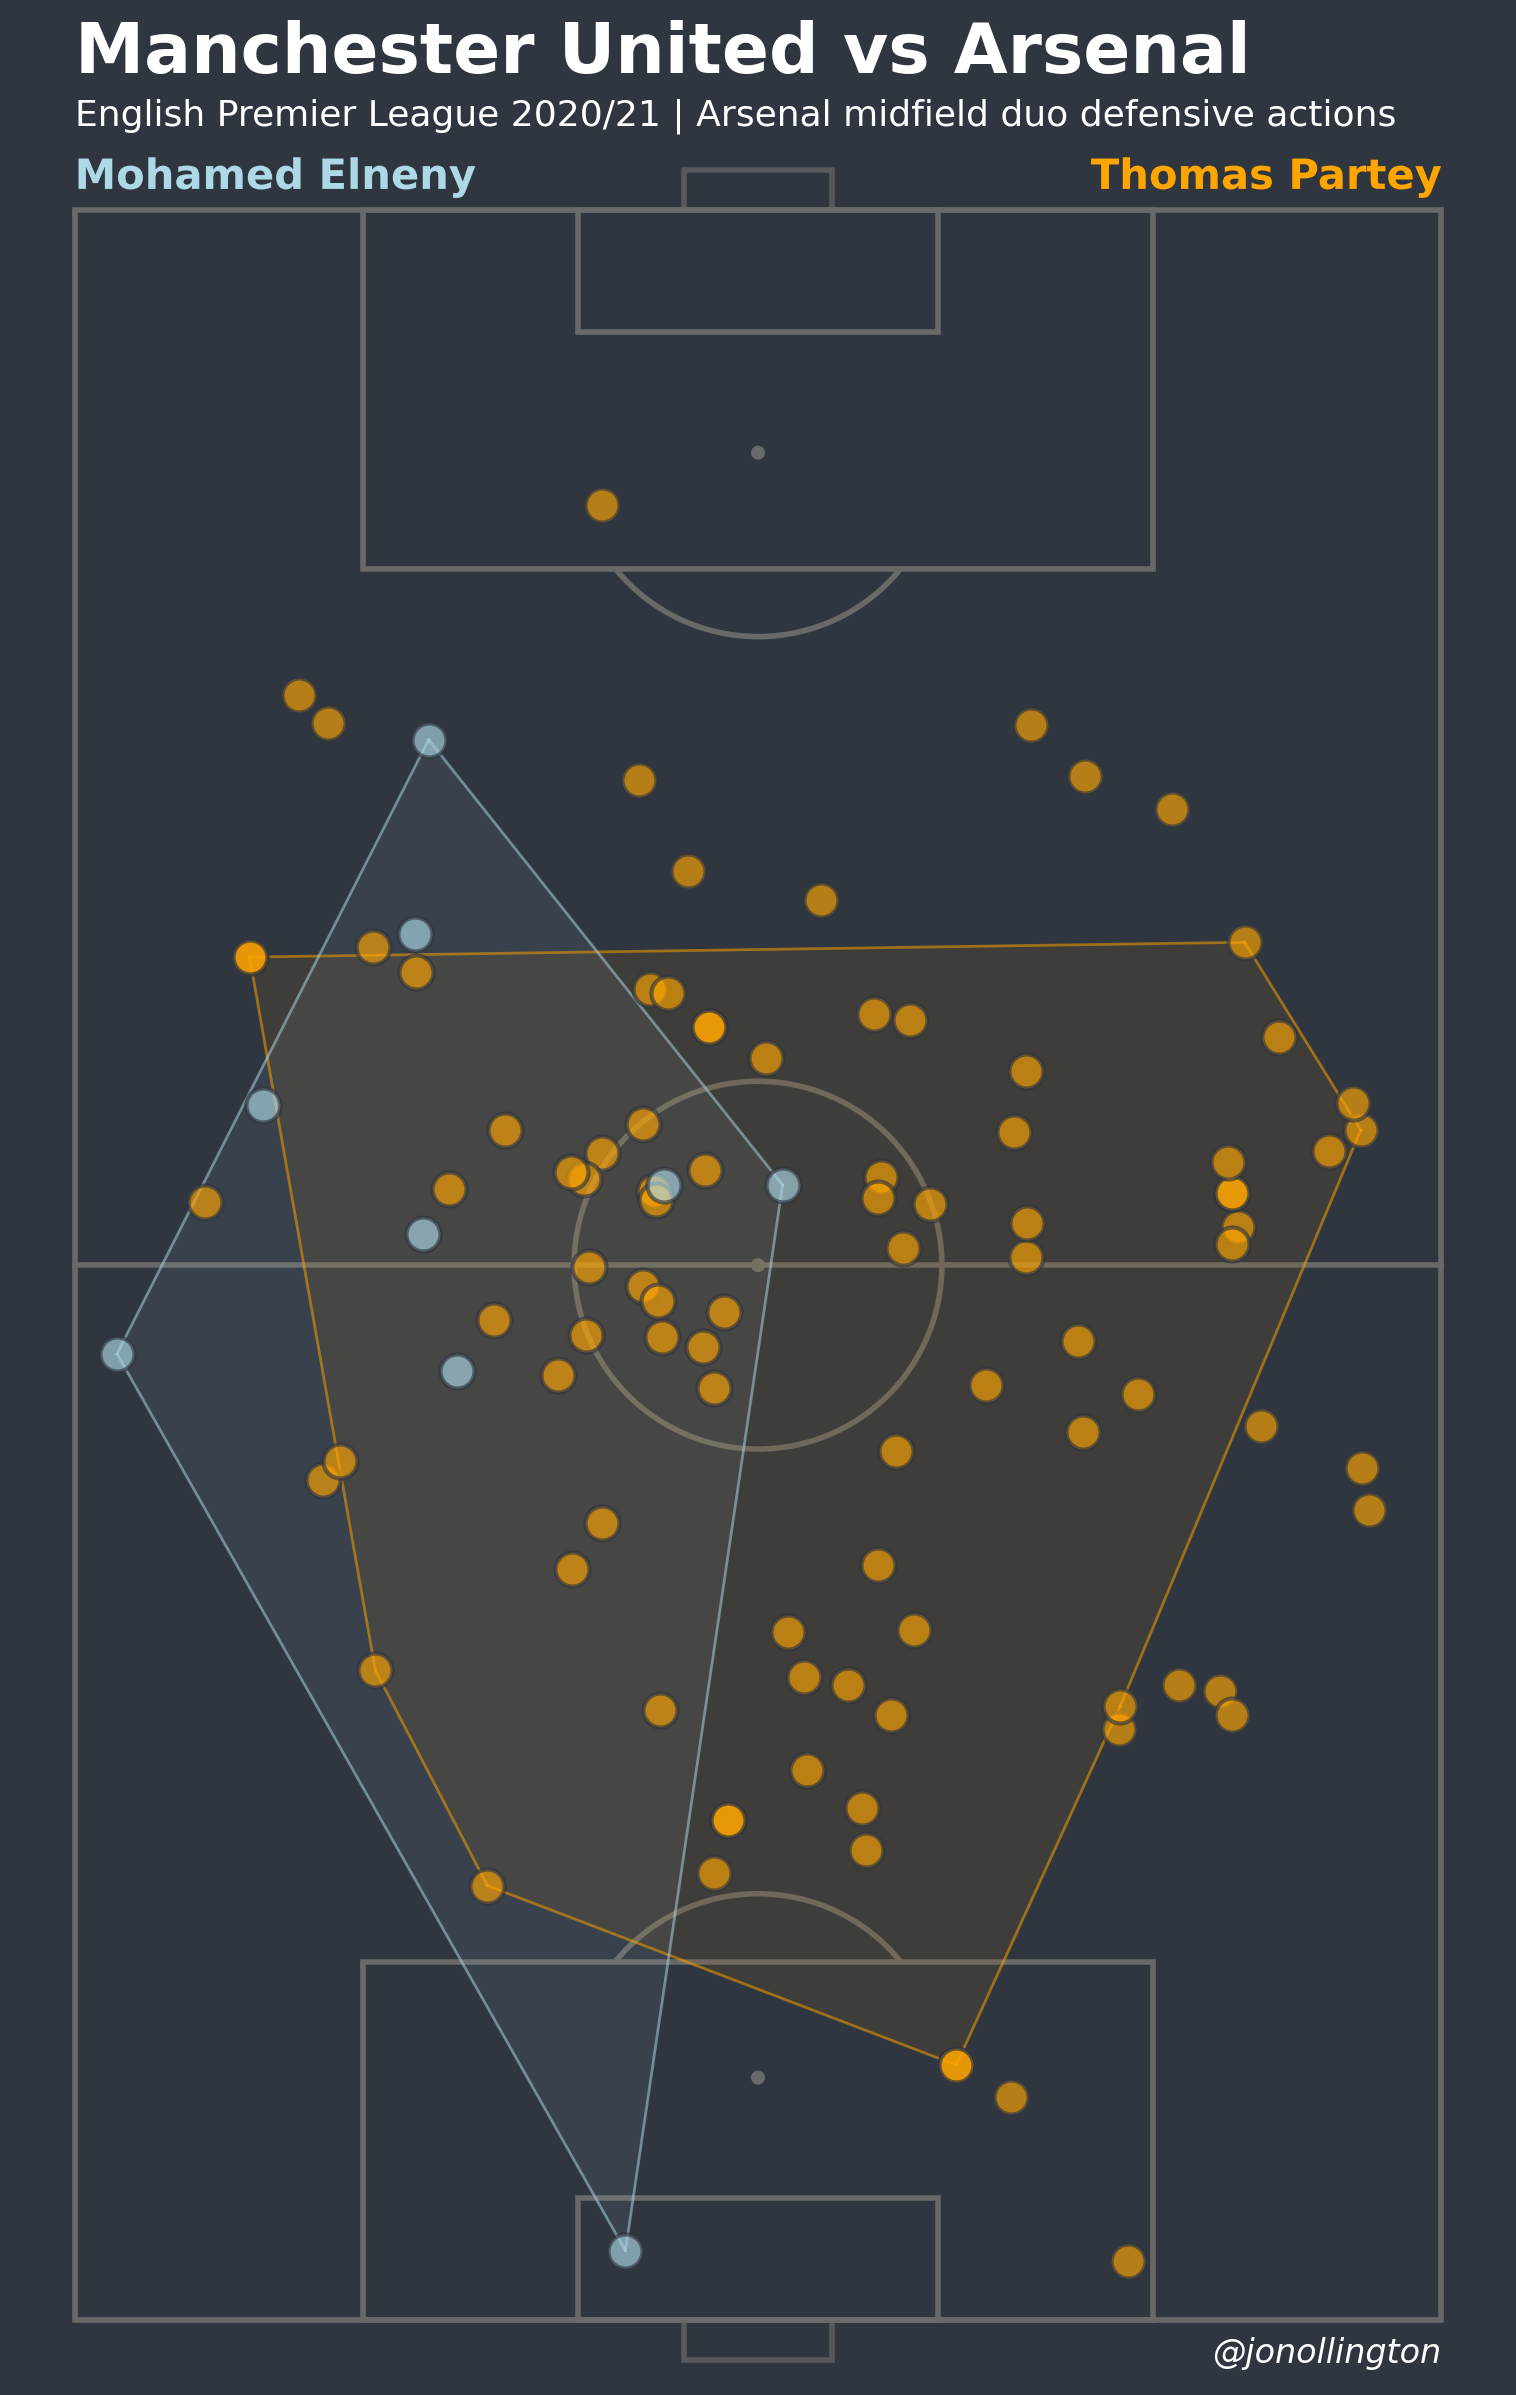 Manchester United vs Arsenal
English Premier League 2020/21 | Arsenal midfield duo defensive actions
Mohamed Elneny
Thomas Partey
@jonollington